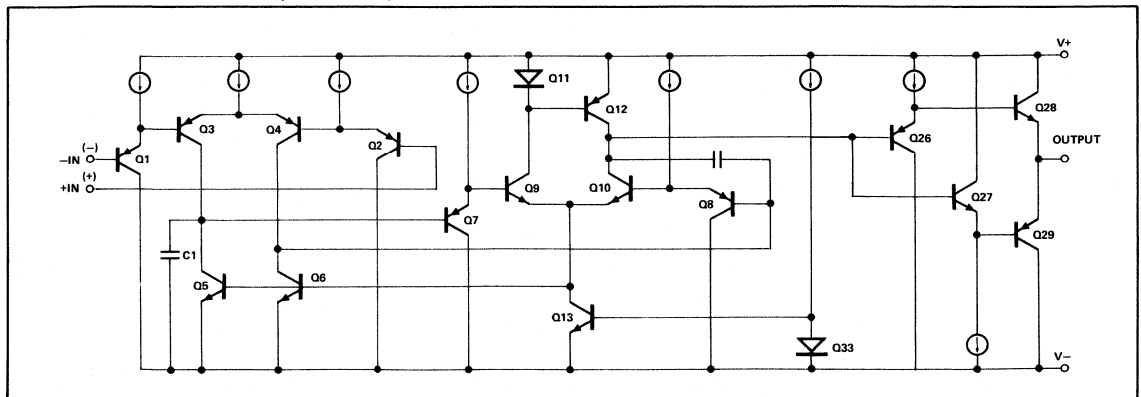 V+
Q11
Q12
Q3
Q4
Q28
Q26
(−)
−IN
Q1
Q2
OUTPUT
(+)
+IN
Q9
Q10
Q8
Q27
Q7
Q29
C1
Q5
Q6
Q13
Q33
V−